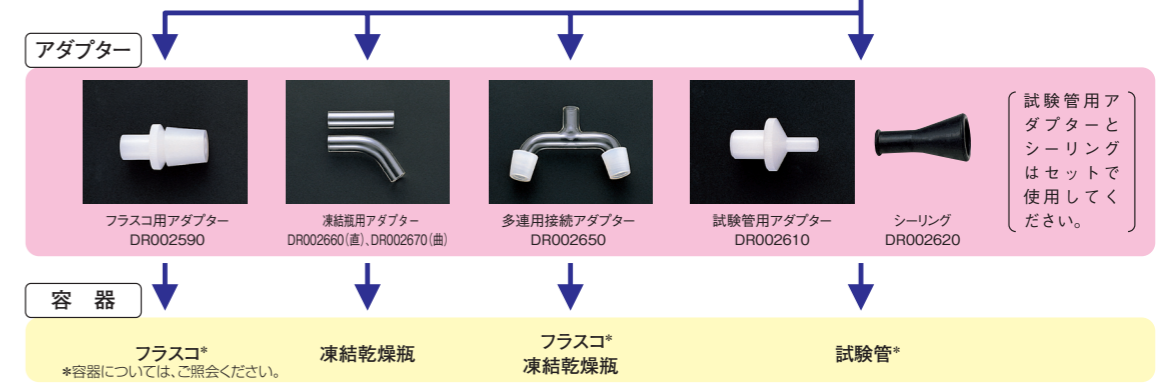 アダプター
フラスコ用アダプター
DR002590
凍結瓶用アダプター
DR002660(直)、DR002670(曲)
多連用接続アダプター
DR002650
試験管用アダプター
DR002610
シーリング
DR002620
試験管用ア
ダプターと
シーリング
はセットで
使用してく
ださい。
容 器
フラスコ*
*容器については、ご照会ください。
凍結乾燥瓶
フラスコ*
凍結乾燥瓶
試験管*